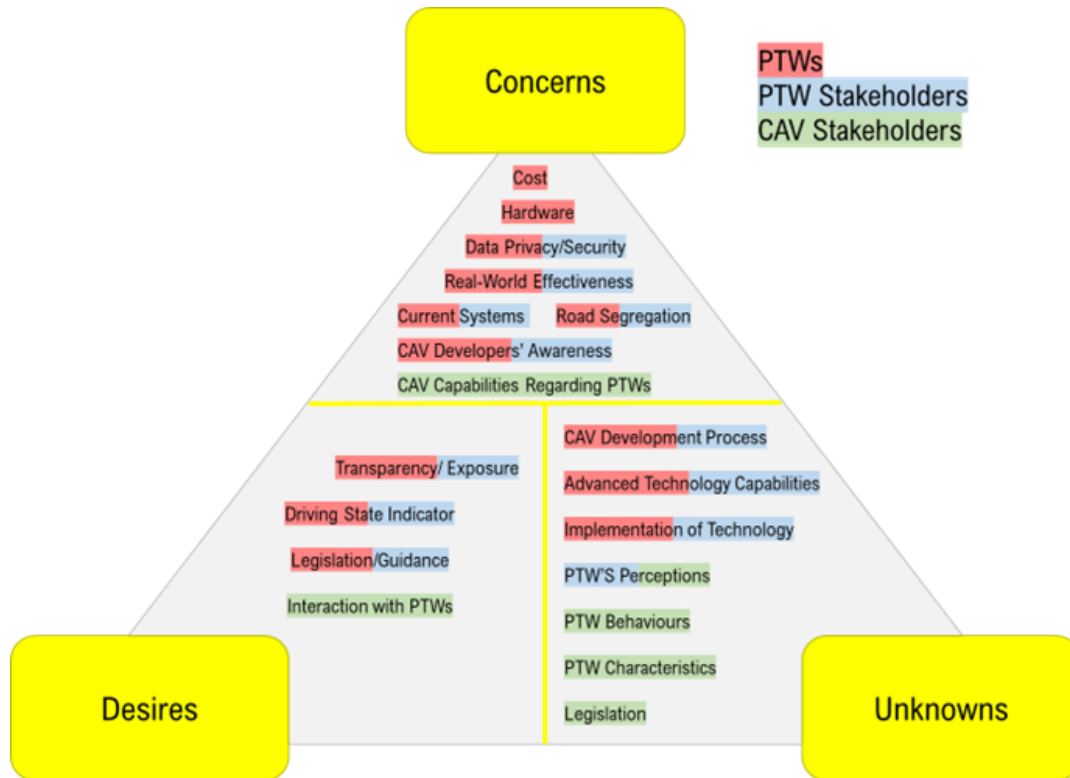 Concerns
PTWs
PTW Stakeholders
CAV Stakeholders
Cost
Hardware
Data Privacy/Security
Real-World Effectiveness
Current Systems
Road Segregation
CAV Developers' Awareness
CAV Capabilities Regarding PTWs
Transparency/ Exposure
Driving State Indicator
Legislation/Guidance
Interaction with PTWs
CAV Development Process
Advanced Technology Capabilities
Implementation of Technology
PTW'S Perceptions
PTW Behaviours
PTW Characteristics
Legislation
Desires
Unknowns